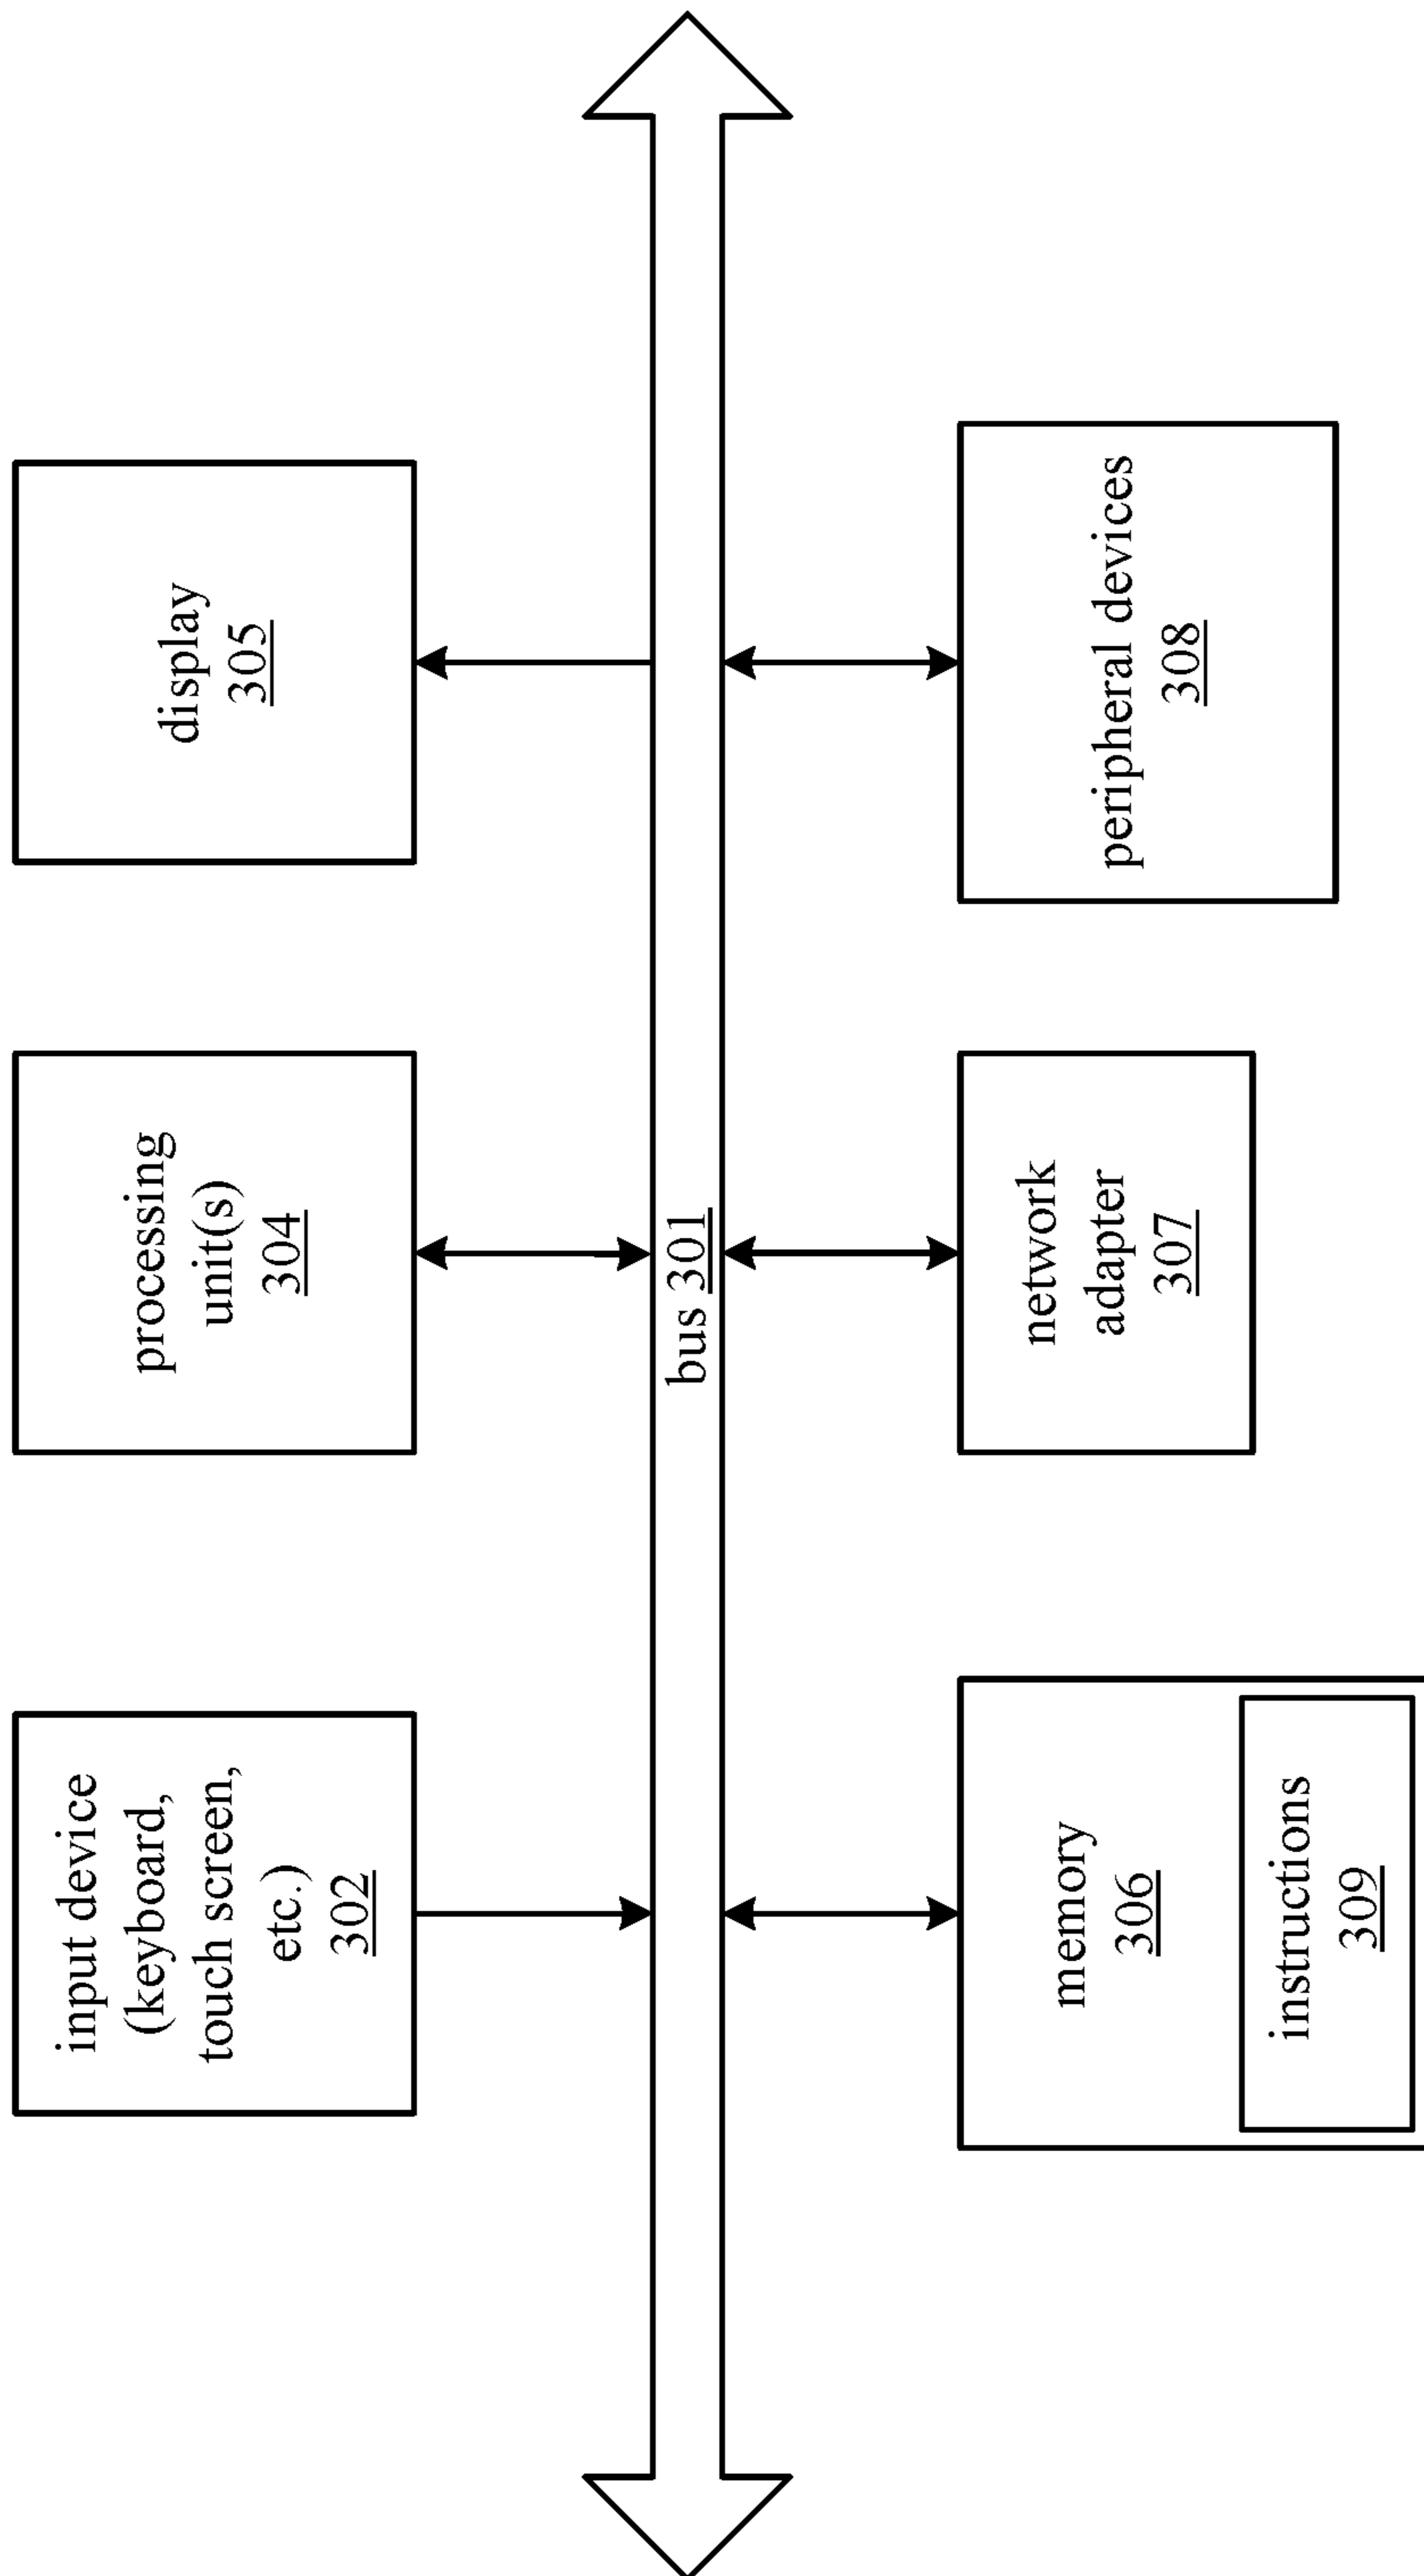 input device
(keyboard,
touch screen,
etc.)
302
processing
unit(s)
304
display
305
bus 301
memory
306
instructions
309
network
adapter
307
peripheral devices
308